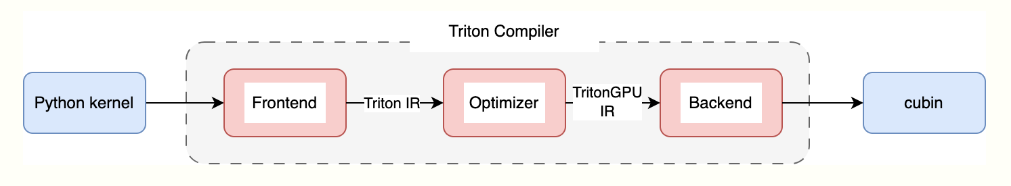 Triton Compiler
Python kernel
Frontend
Triton IR
Optimizer
TritonGPU
IR
Backend
cubin